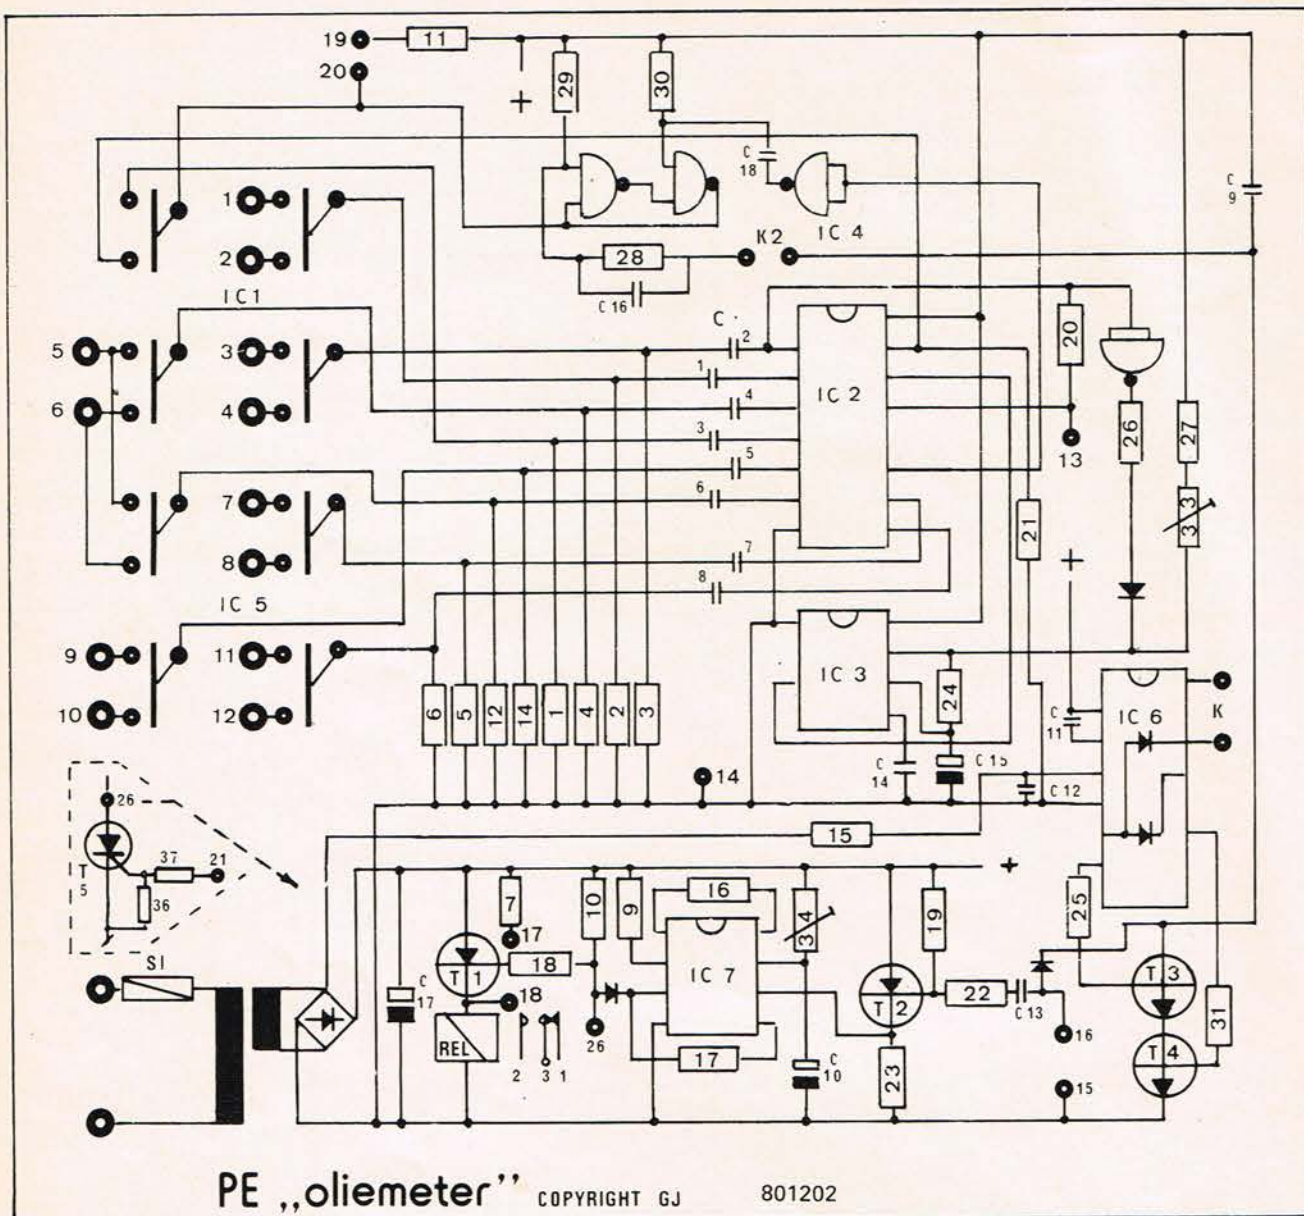 19 11
20
29
30
+
C 18
IC 4
C 9
1
2
IC1
K2
28
C 16
C
5
6
3
4
2
1
4
3
5
6
7
8
IC 2
20
13
26
27
33
21
+
7
8
IC 5
9
10
11
12
IC 3
24
C 14
C 15
C 11
IC 6
K
C 12
6 5 12 14 1 4 2 3
14
26
T 5
37
21
36
15
+
SI
C 17
7
17
T 1
18
18
REL
2 3 1
10
9
26
16
IC 7
17
34
C 10
19
T 2
22
C 13
23
16
15
25
T 3
T 4
31
PE „oliemeter” COPYRIGHT GJ 801202